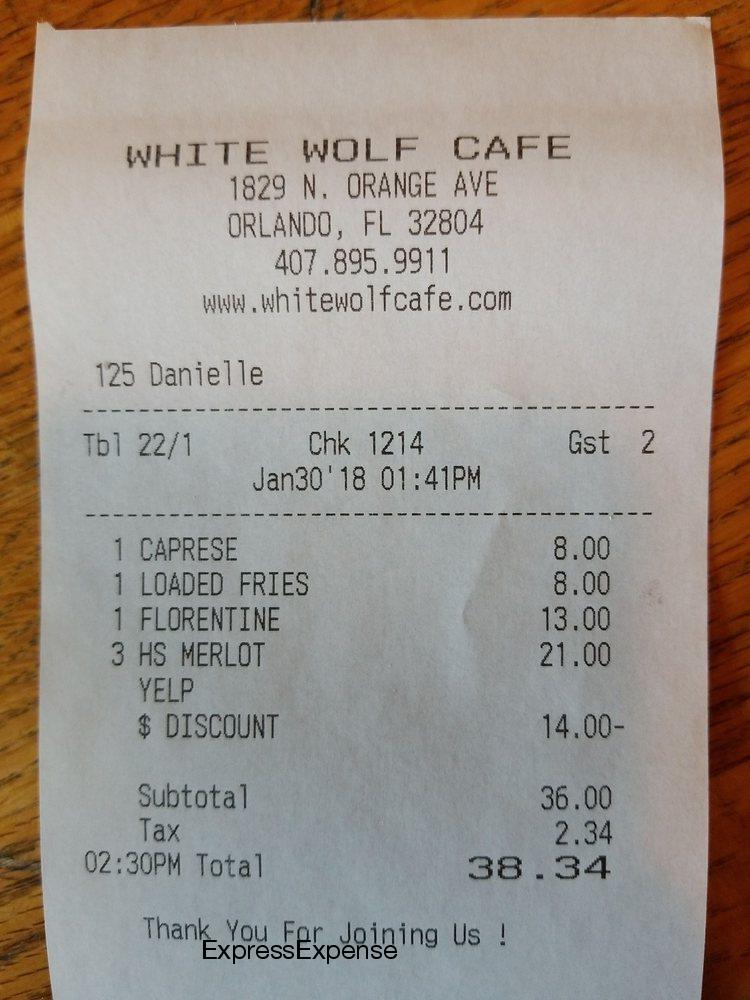 WHITE WOLF CAFE
1829 N. ORANGE AVE
ORLANDO, FL 32804
407.895.9911
www.whitewolfcafe.com
125 Danielle
Tbl 22/1 Chk 1214 Gst 2
Jan30'18 01:41PM
1 CAPRESE 8.00
1 LOADED FRIES 8.00
1 FLORENTINE 13.00
3 HS MERLOT 21.00
YELP
$ DISCOUNT 14.00-
Subtotal 36.00
Tax 2.34
02:30PM Total 38.34
Thank You For Joining Us !
ExpressExpense